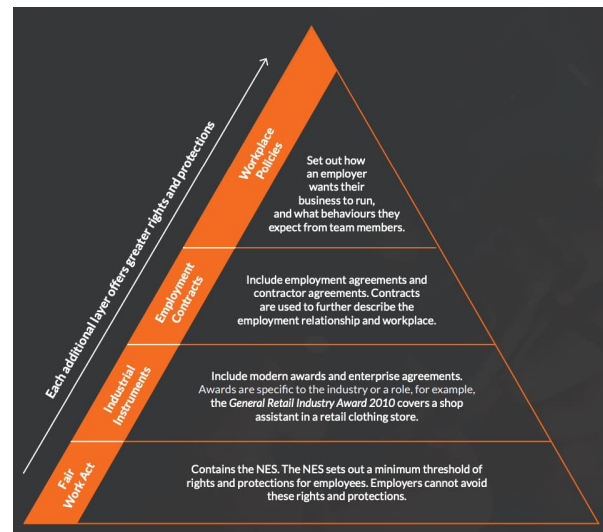 Each additional layer offers greater rights and protections
Workplace
Policies
Set out how
an employer
wants their
business to run,
and what behaviours they
expect from team members.
Employment
Contracts
Include employment agreements and
contractor agreements. Contracts
are used to further describe the
employment relationship and workplace.
Industrial
Instruments
Include modern awards and enterprise agreements.
Awards are specific to the industry or a role, for example,
the General Retail Industry Award 2010 covers a shop
assistant in a retail clothing store.
Fair
Work Act
Contains the NES. The NES sets out a minimum threshold of
rights and protections for employees. Employers cannot avoid
these rights and protections.